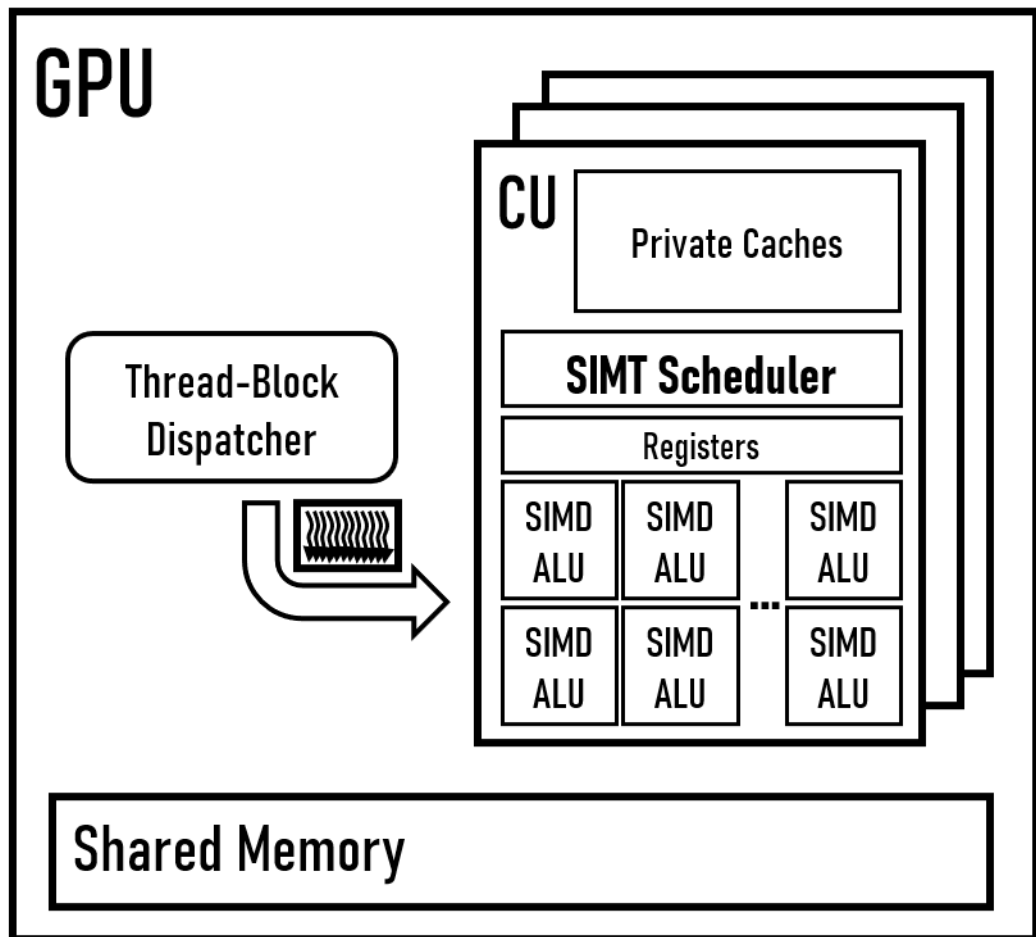 GPU
CU
Private Caches
Thread-Block
Dispatcher
SIMT Scheduler
Registers
SIMD SIMD SIMD
ALU ALU ALU
...
SIMD SIMD SIMD
ALU ALU ALU
Shared Memory